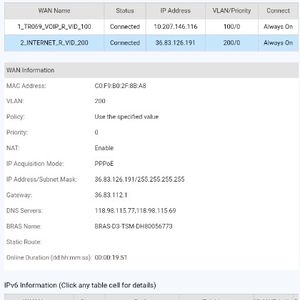 WAN Name Status IP Address VLAN/Priority Connect
1_TR069_VOIP_R_VID_100 Connected 10.207.146.116 100/0 Always On
2_INTERNET_R_VID_200 Connected 36.83.126.191 200/0 Always On
WAN Information
MAC Address: C0:F9:B0:2F:8B:A8
VLAN: 200
Policy: Use the specified value
Priority: 0
NAT: Enable
IP Acquisition Mode: PPPoE
IP Address/Subnet Mask: 36.83.126.191/255.255.255.255
Gateway: 36.83.112.1
DNS Servers: 118.98.115.77,118.98.115.69
BRAS Name: BRAS-D3-TSM-DH80056773
Static Route:
Online Duration (dd:hh:mm:ss): 00:00:19:51
IPv6 Information (Click any table cell for details)